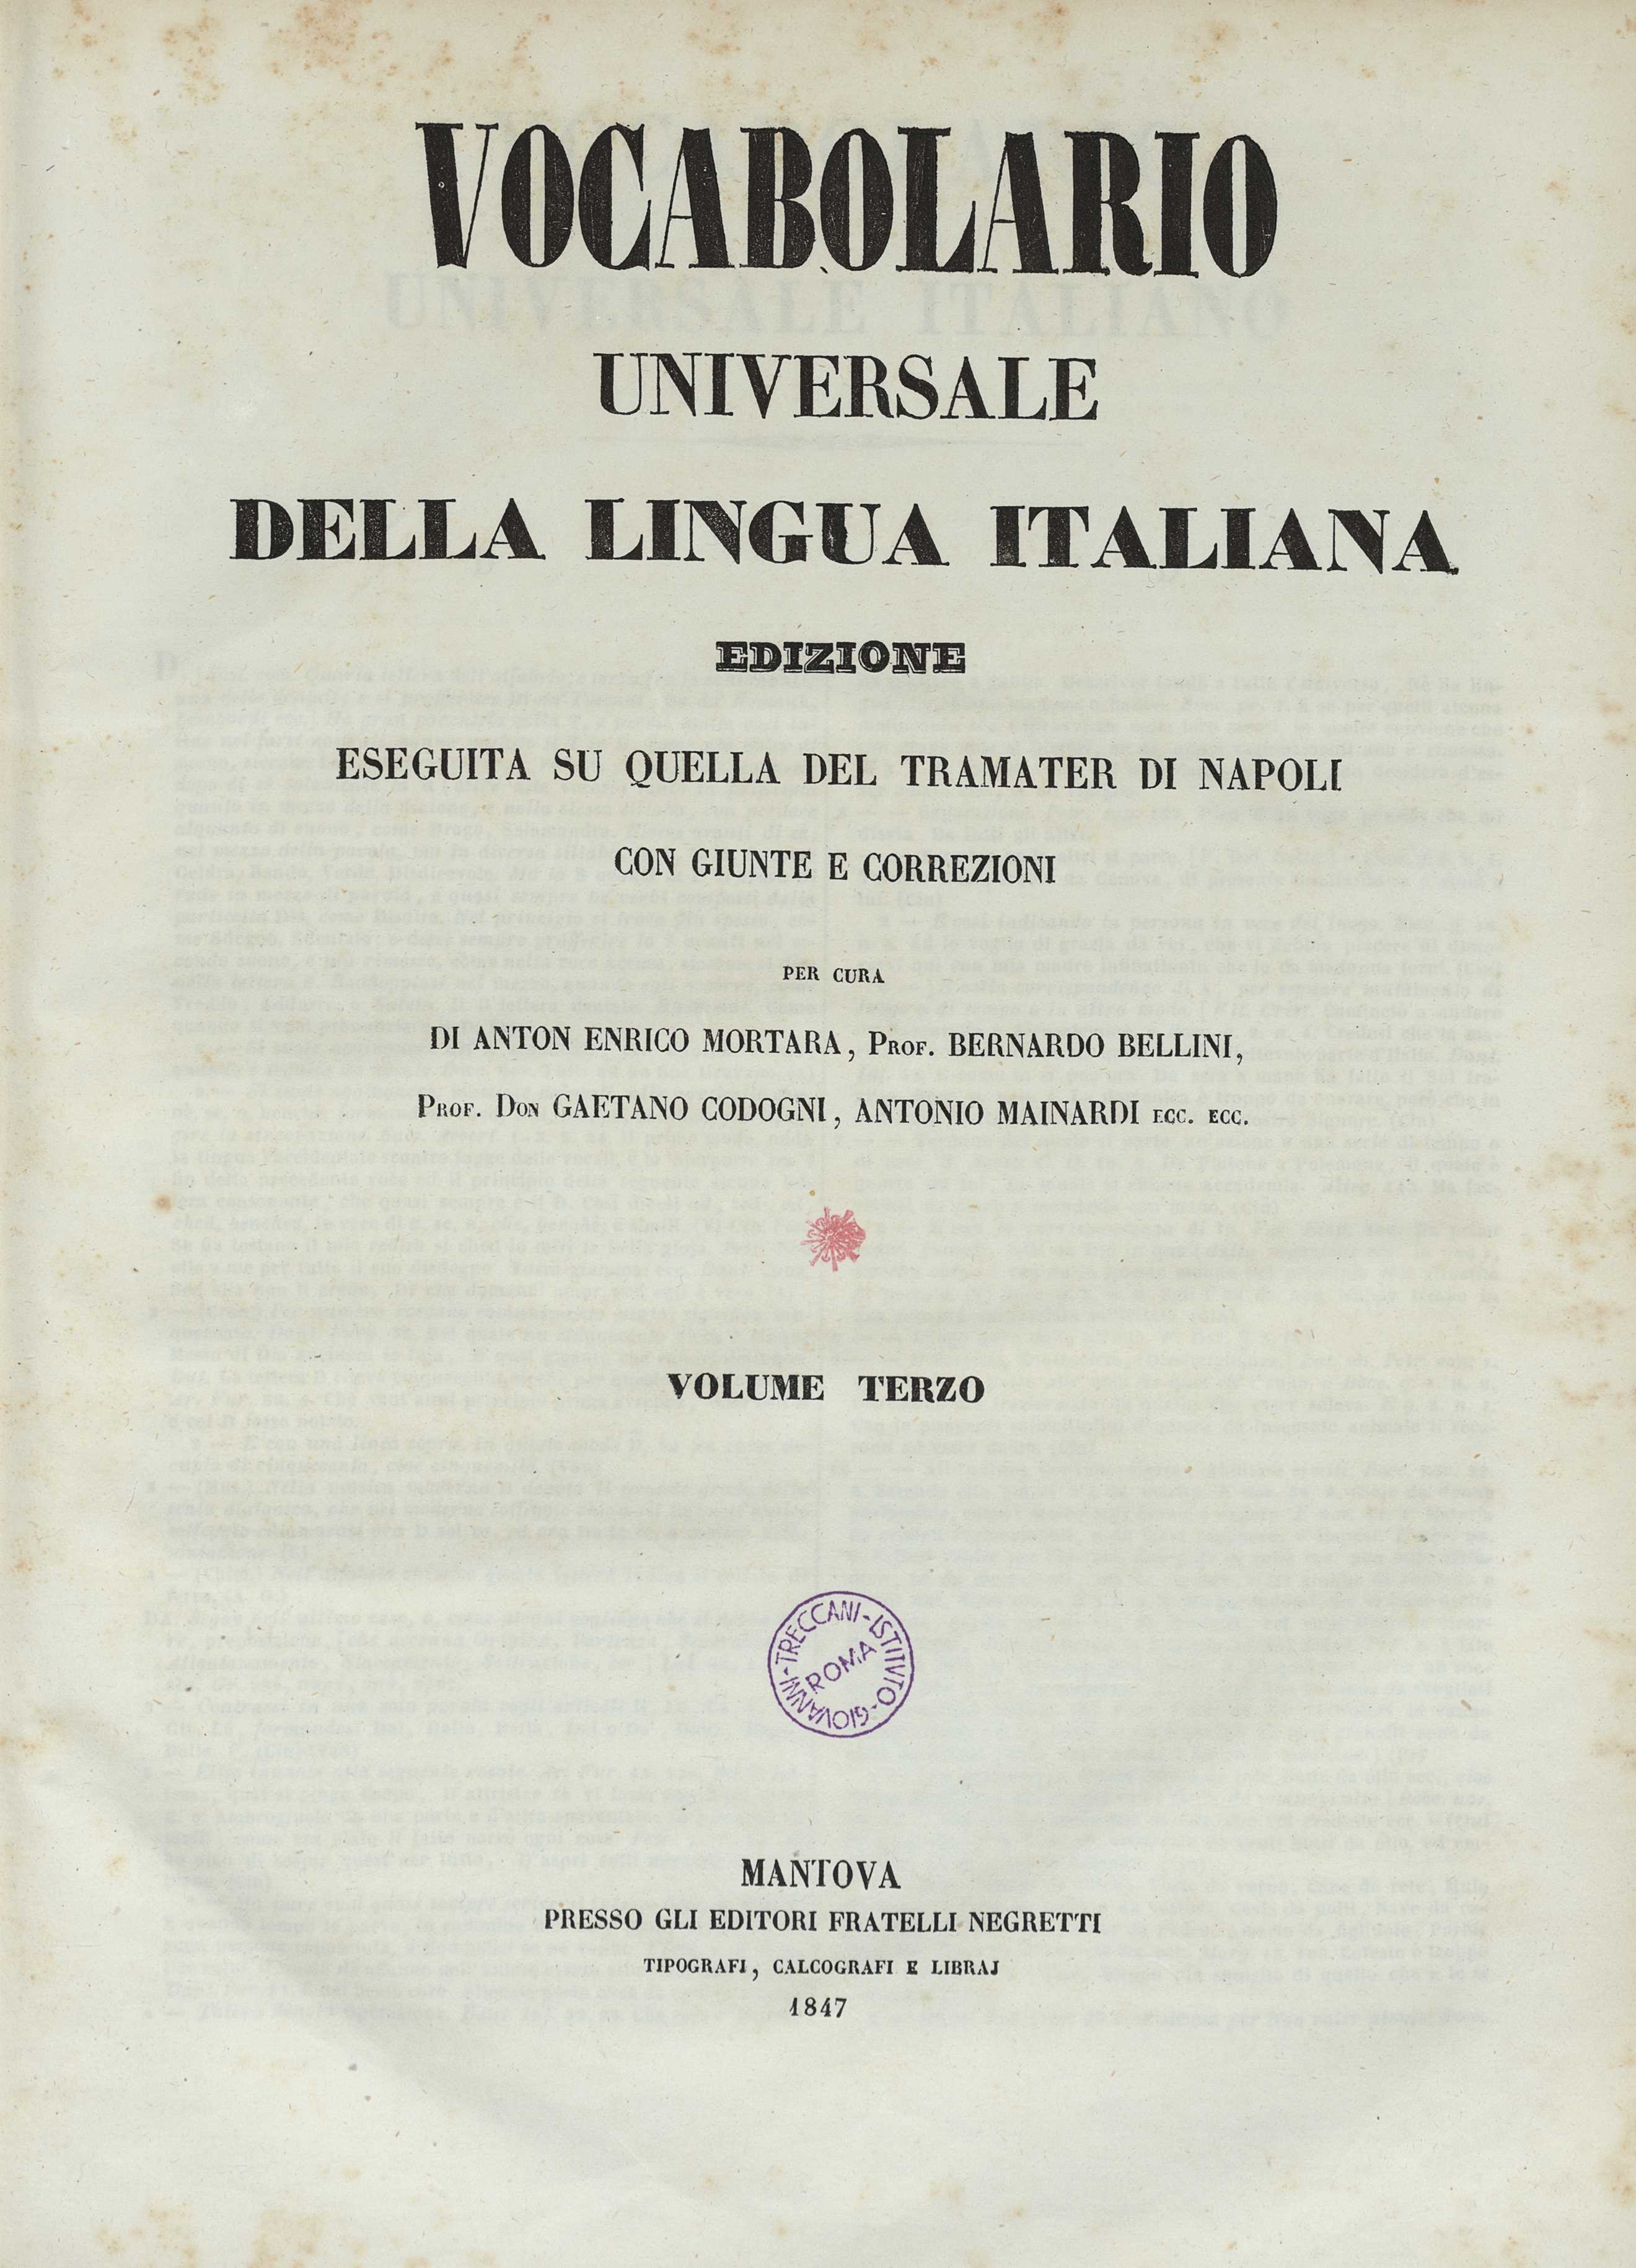 VOCABOLARIO
UNIVERSALE
DELLA LINGUA ITALIANA
EDIZIONE
ESEGUITA SU QUELLA DEL TRAMATER DI NAPOLI
CON GIUNTE E CORREZIONI
PER CURA
DI ANTON ENRICO MORTARA, PROF. BERNARDO BELLINI,
PROF. DON GAETANO CODOGNI, ANTONIO MAINARDI ECC. ECC.
VOLUME TERZO
ISTITUTO-GIOVANNI-TRECCANI-
ROMA
MANTOVA
PRESSO GLI EDITORI FRATELLI NEGRETTI
TIPOGRAFI, CALCOGRAFI E LIBRAJ
1847